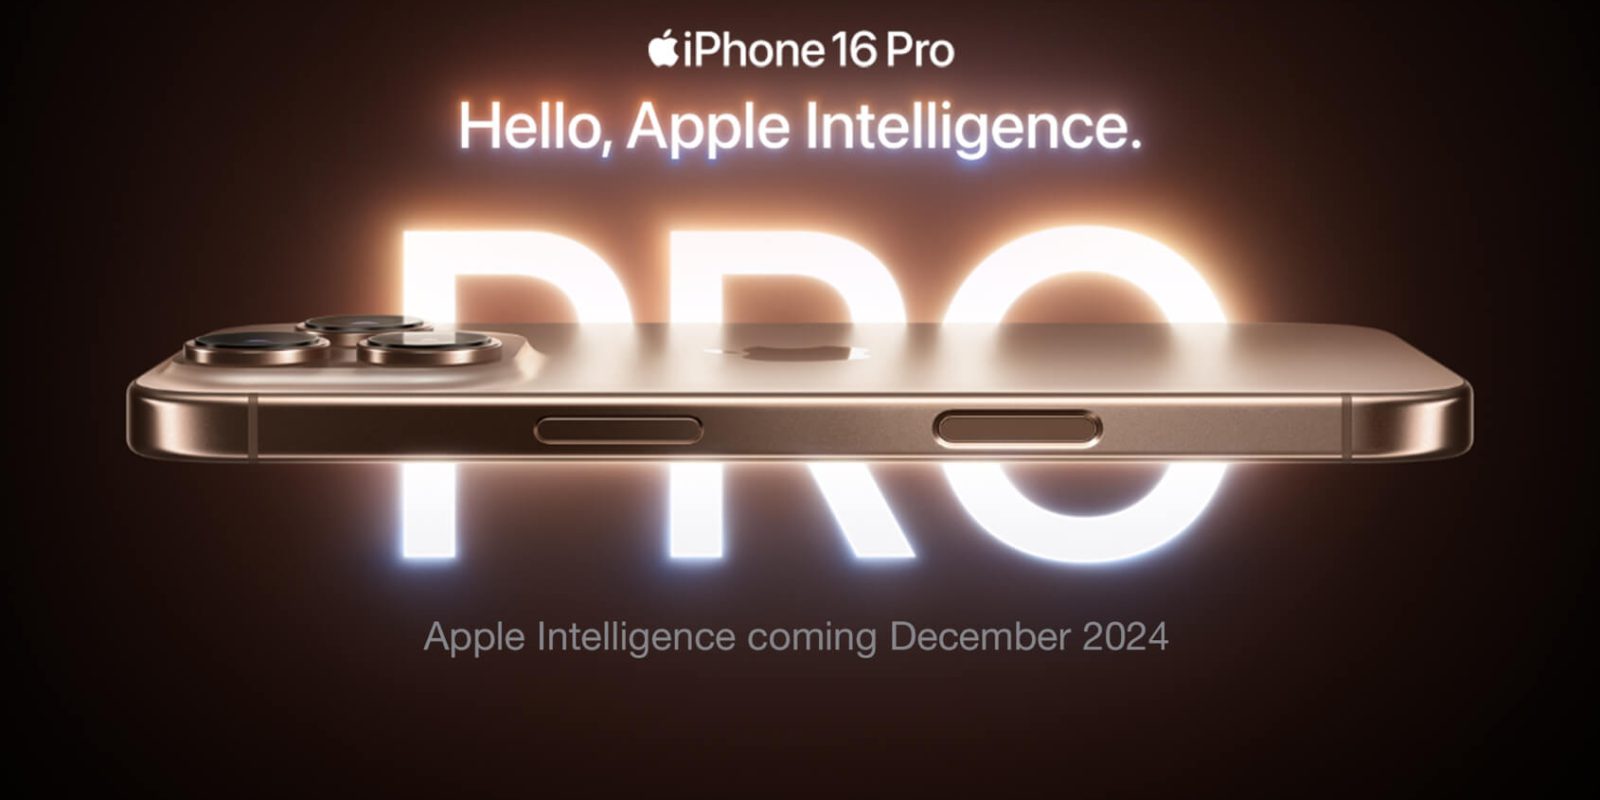 iPhone 16 Pro
Hello, Apple Intelligence.
PRO
Apple Intelligence coming December 2024